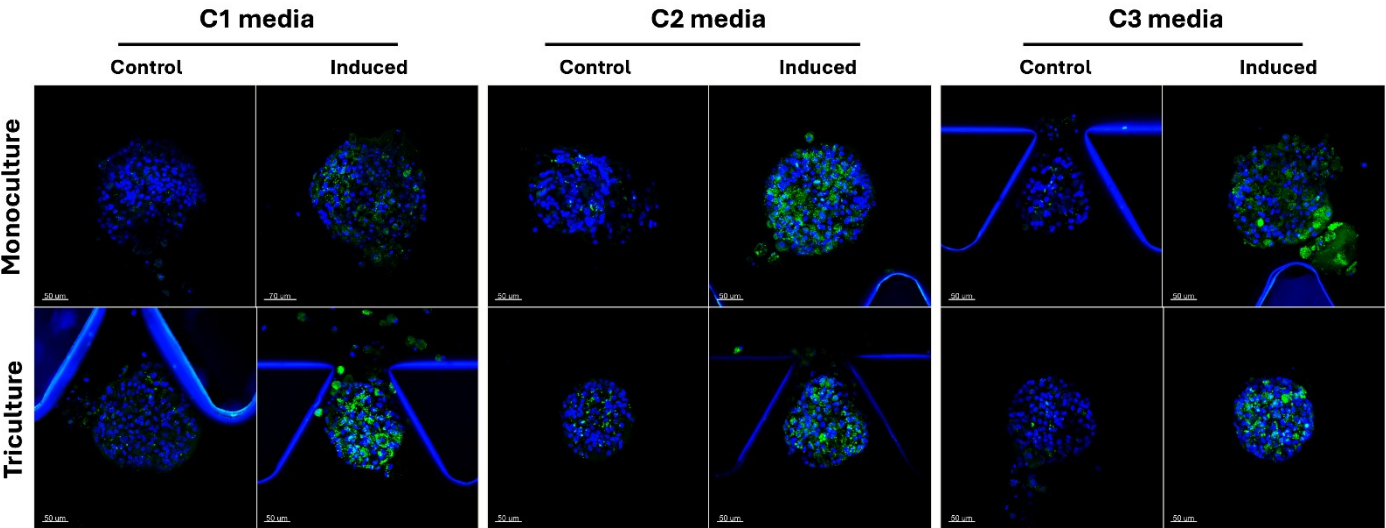 C1 media C2 media C3 media
Control Induced Control Induced Control Induced
Monoculture
50 um 70 um 50 um 50 um 50 um 50 um
Triculture
50 um 50 um 50 um 50 um 50 um 50 um